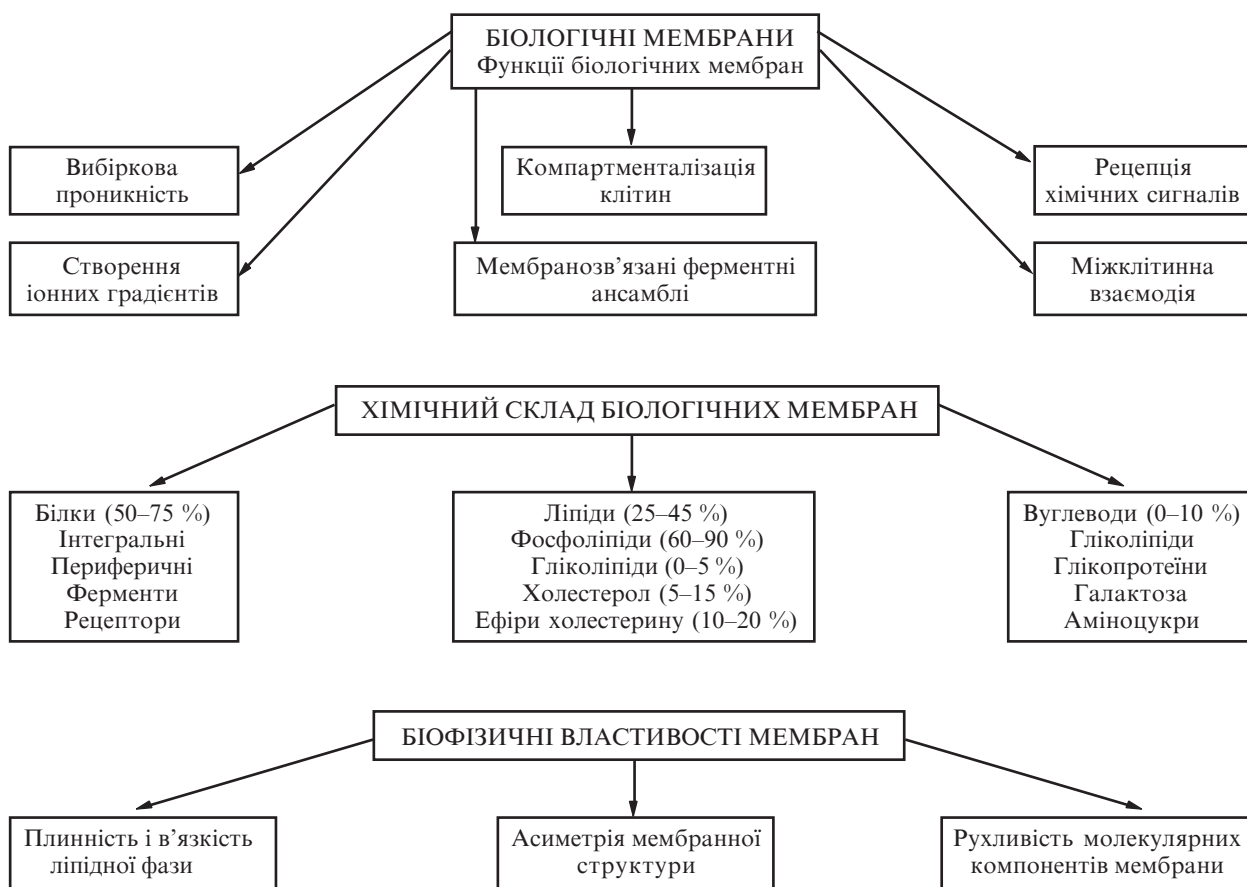 БІОЛОГІЧНІ МЕМБРАНИ
Функції біологічних мембран
Вибіркова
проникність
Компартменталізація
клітин
Рецепція
хімічних сигналів
Створення
іонних градієнтів
Мембранозв'язані ферментні
ансамблі
Міжклітинна
взаємодія
ХІМІЧНИЙ СКЛАД БІОЛОГІЧНИХ МЕМБРАН
Білки (50–75 %)
Інтегральні
Периферичні
Ферменти
Рецептори
Ліпіди (25–45 %)
Фосфоліпіди (60–90 %)
Гліколіпіди (0–5 %)
Холестерол (5–15 %)
Ефіри холестерину (10–20 %)
Вуглеводи (0–10 %)
Гліколіпіди
Глікопротеїни
Галактоза
Аміноцукри
БІОФІЗИЧНІ ВЛАСТИВОСТІ МЕМБРАН
Плинність і в'язкість
ліпідної фази
Асиметрія мембранної
структури
Рухливість молекулярних
компонентів мембрани